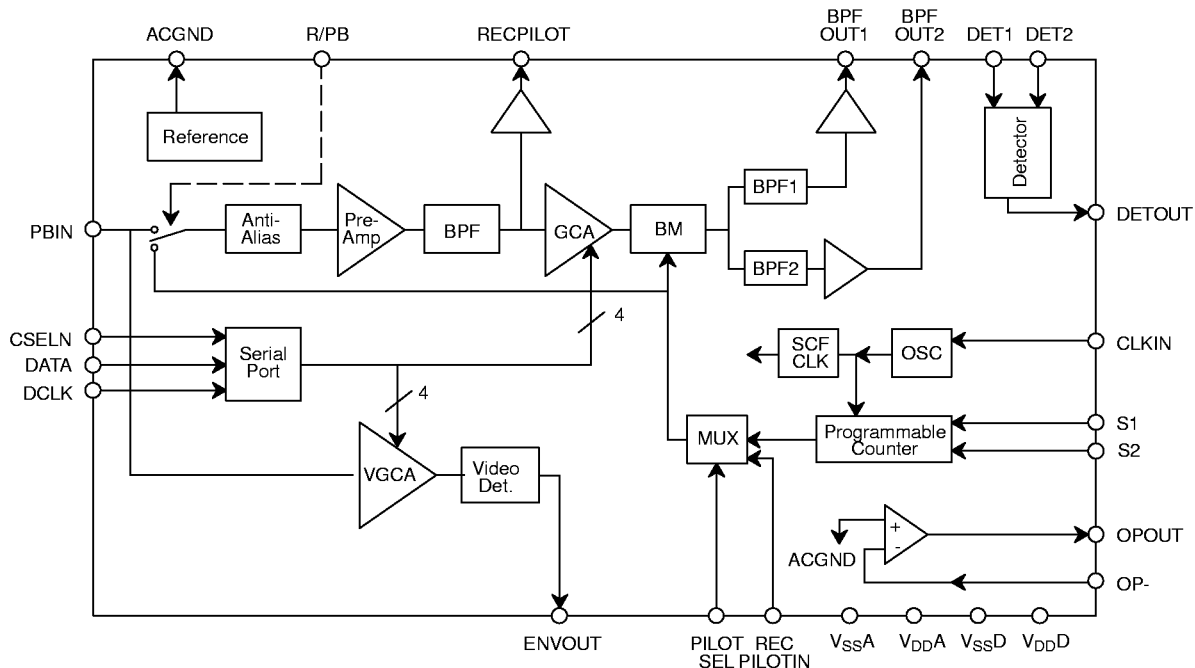 ACGND
R/PB
RECPILOT
BPF
OUT1
BPF
OUT2
DET1
DET2
Reference
Detector
PBIN
Anti-
Alias
Pre-
Amp
BPF
GCA
BM
BPF1
BPF2
DETOUT
4
CSELN
DATA
DCLK
Serial
Port
SCF
CLK
OSC
CLKIN
4
MUX
Programmable
Counter
S1
S2
VGCA
Video
Det.
+
-
ACGND
OPOUT
OP-
ENVOUT
PILOT
SEL
REC
PILOTIN
VSSA
VDDA
VSSD
VDDD